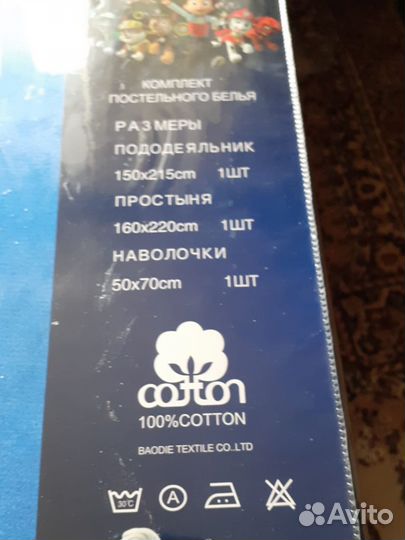 КОМПЛЕКТ
ПОСТЕЛЬНОГО БЕЛЬЯ
РАЗМЕРЫ
ПОДОДЕЯЛЬНИК
150x215cm 1ШТ
ПРОСТЫНЯ
160x220cm 1ШТ
НАВОЛОЧКИ
50x70cm 1ШТ
cotton
100%COTTON
BAODIE TEXTILE CO..LTD
30°C A
Avito